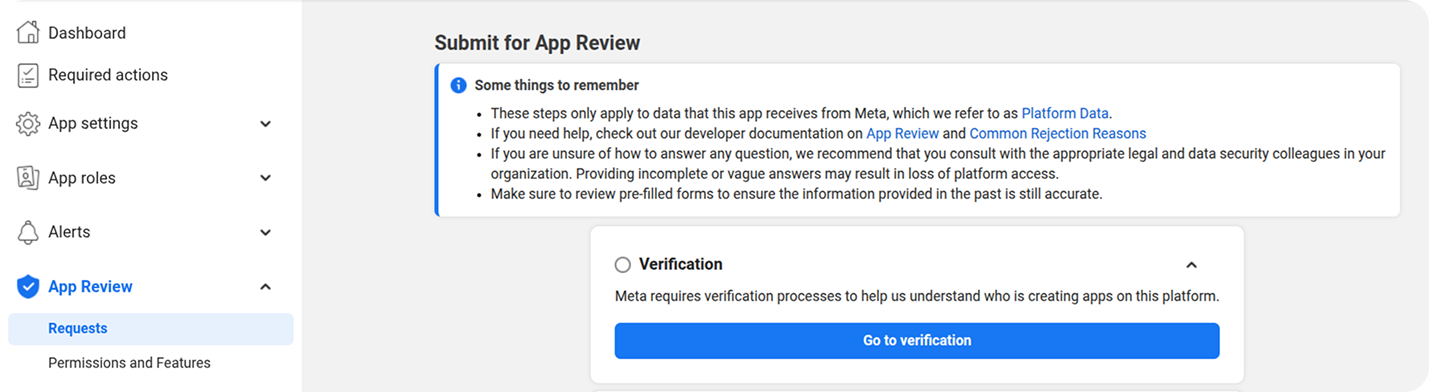 Dashboard
Required actions
App settings
App roles
Alerts
App Review
Requests
Permissions and Features
Submit for App Review
Some things to remember
These steps only apply to data that this app receives from Meta, which we refer to as Platform Data.
If you need help, check out our developer documentation on App Review and Common Rejection Reasons
If you are unsure of how to answer any question, we recommend that you consult with the appropriate legal and data security colleagues in your
organization. Providing incomplete or vague answers may result in loss of platform access.
Make sure to review pre-filled forms to ensure the information provided in the past is still accurate.
Verification
Meta requires verification processes to help us understand who is creating apps on this platform.
Go to verification